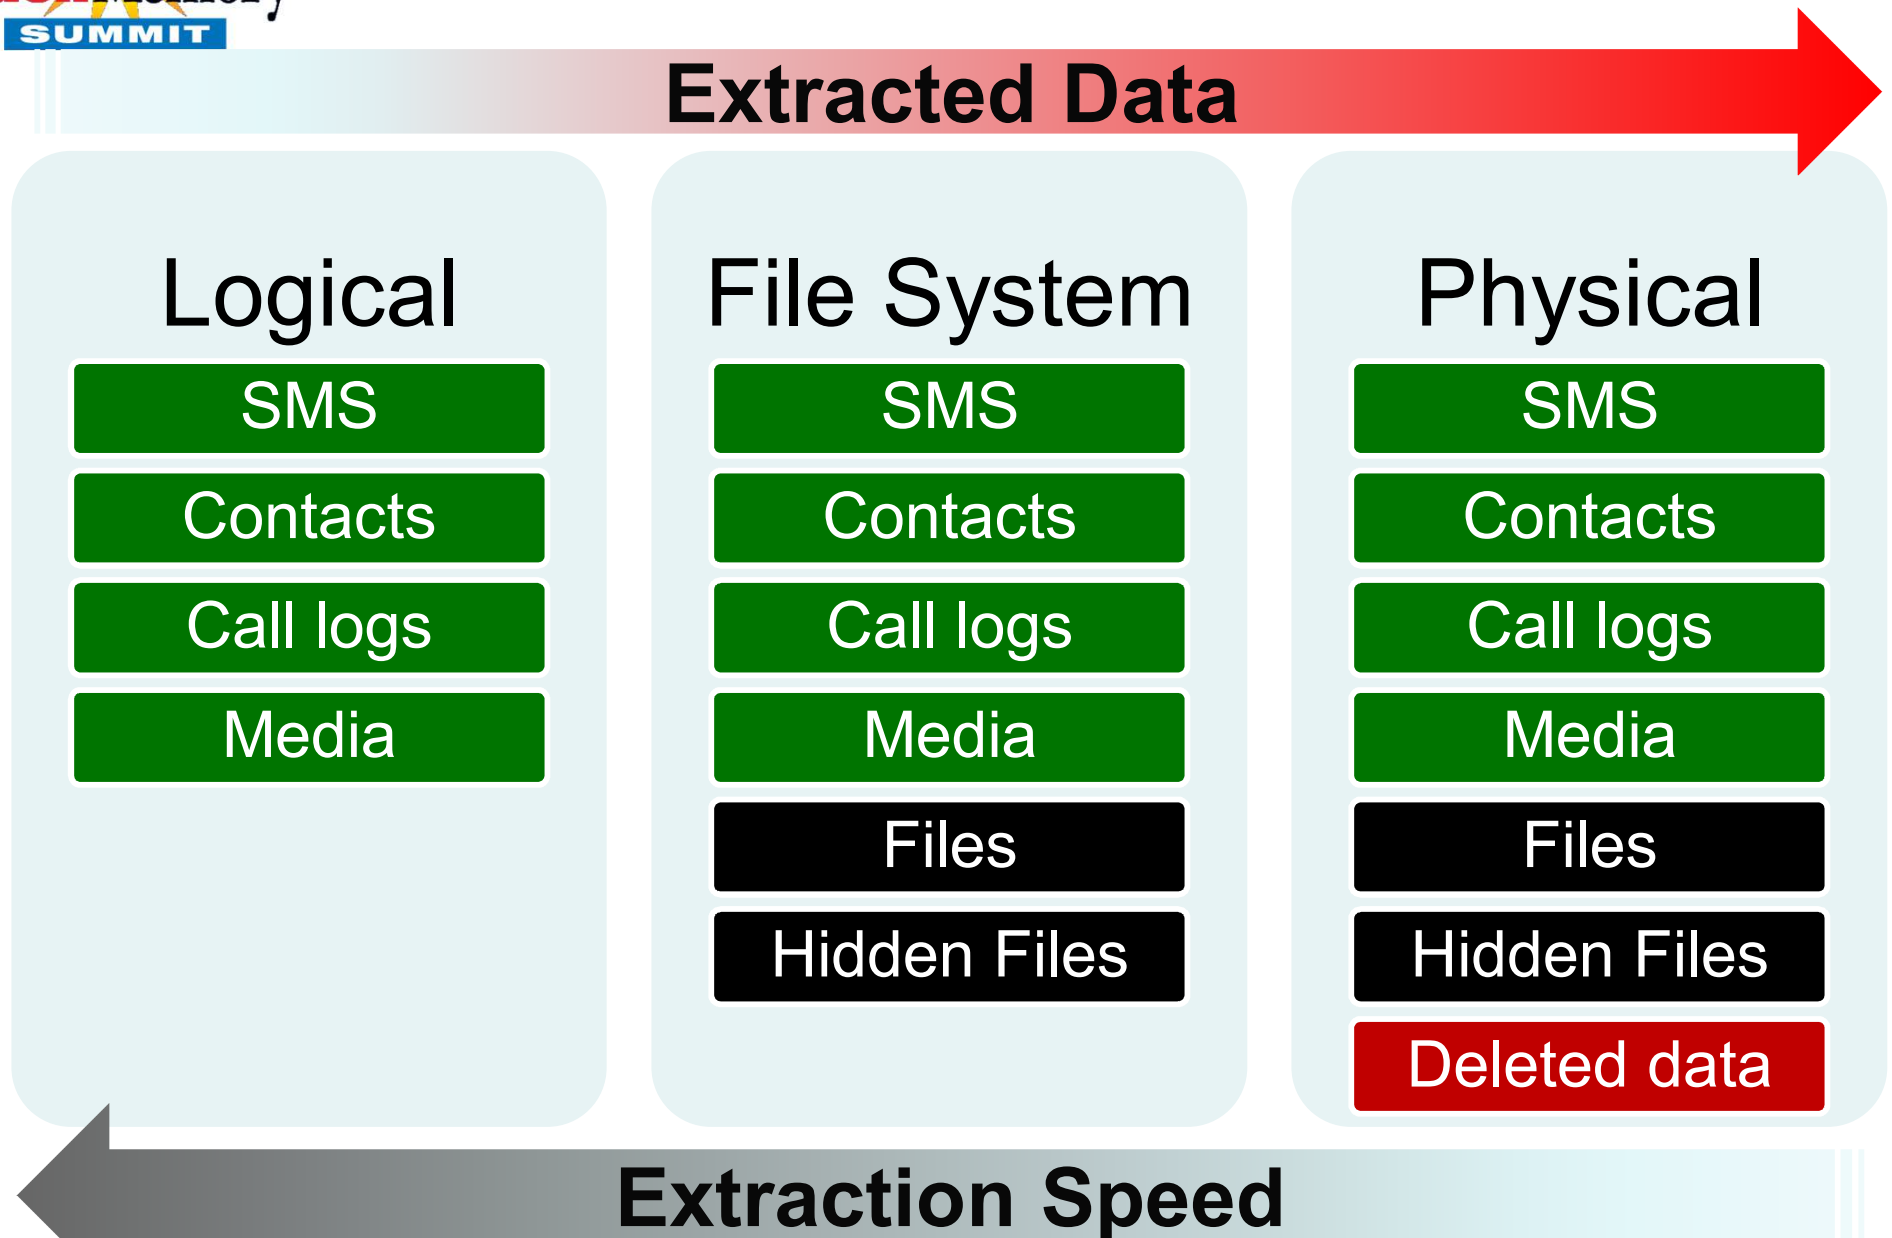 SUMMIT
Extracted Data
Logical
SMS
Contacts
Call logs
Media
File System
SMS
Contacts
Call logs
Media
Files
Hidden Files
Physical
SMS
Contacts
Call logs
Media
Files
Hidden Files
Deleted data
Extraction Speed